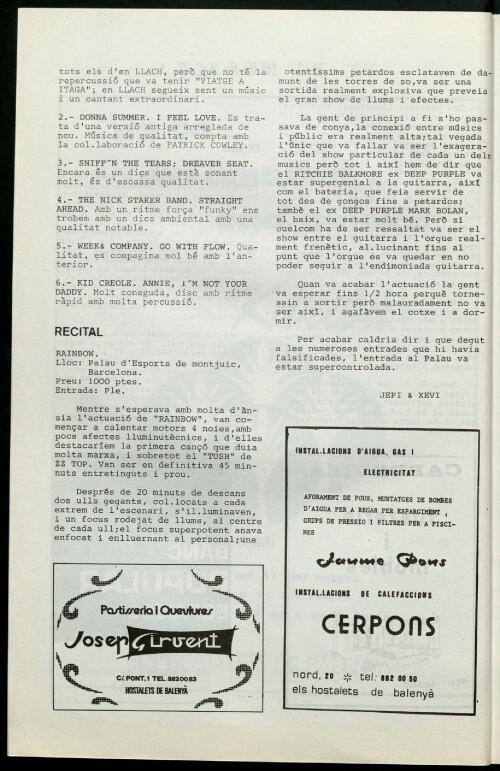 tots els d'en LLACH, però que no té la
repercussió que va tenir "VIATGE A
ITAGA"; en LLACH segueix sent un músic
i un cantant extraordinari.
2.- DONNA SUMMER. I FEEL LOVE. Es tra-
ta d'una versió antiga arreglada de
nou. Música de qualitat, compta amb
la col.laboració de PATRICK COWLEY.
3.- SNIFF'N THE TEARS; DREAVER SEAT.
Encara és un diçs que està sonant
molt, és d'escassa qualitat.
4.- THE NICK STAKER BAND. STRAIGHT
AHEAD. Amb un ritme força "funky" ens
trobem amb un dics ambiental amb una
qualitat notable.
5.- WEEK& COMPANY. GO WITH FLOW. Qua-
litat, es compagina mol bé amb l'an-
terior.
6.- KID CREOLE. ANNIE, I'M NOT YOUR
DADDY. Molt coneguda, disc amb ritme
ràpid amb molta percussió.
RECITAL
RAINBOW.
Lloc: Palau d'Esports de montjuic,
Barcelona.
Preu: 1000 ptes.
Entrada: Ple.
Mentre s'esperava amb molta d'àn-
sia l'actuació de "RAINBOW", van co-
mençar a calentar motors 4 noies,amb
pocs afectes lluminutècnics, i d'elles
destacaríem la primera cançó que duia
molta marxa, i sobretot el "TUSH" de
ZZ TOP. Van ser en definitiva 45 min-
nuts entretinguts i prou.
Desprẽs de 20 minuts de descans
dos ulls gegants, col.locats a cada
extrem de l'escenari, s'il.luminaven,
i un focus rodejat de llums, al centre
de cada ull;el focus superpotent anava
enfocat i enlluernant al personal;uns
otentíssims petardos esclataven de da-
munt de les torres de so,va ser una
sortida realment explosiva que preveia
el gran show de llums i efectes.
La gent de principi a fi s'ho pas-
sava de conya,la conexió entre músics
i públic era realment alta;tal vegada
l'únic que va fallar va ser l'exagera-
ció del show particular de cada un dels
musics però tot i així hem de dir que
el RITCHIE BALKMORE ex DEEP PURPLE va
estar supergenial a la guitarra, així
com el bateria, que feia servir de
tot des de gongos fins a petardos;
també el ex DEEP PURPLE MARK BOLAN,
el baix, va estar molt bé. Però si
quelcom ha de ser ressaltat va ser el
show entre el guitarra i l'orgue real-
ment frenètic, al.lucinant fins al
punt que l'orgue es va quedar en no
poder seguir a l'endimoniada guitarra.
Quan va acabar l'actuació la gent
va esperar fins 1/2 hora perquè torne-
ssin a sortir però malauradament no va
ser així, i agafàvem el cotxe i a dor-
mir.
Per acabar caldria dir i que degut
a les numeroses entrades que hi havia
falsificades, l'entrada al Palau va
estar supercontrolada.
JEPI & XEVI
Pastisseria i Queviures
Josep Girvent
C/. PONT, 1 TEL. 8820083
HOSTALETS DE BALENYÀ
INSTAL.LACIONS D'AIGUA, GAS I
ELECTRICITAT
AFORAMENT DE POUS, MUNTATGES DE BOMBES
D'AIGUA PER A REGAR PER ESPARGIMENT,
GRUPS DE PRESSIO I FILTRES PER A PISCI-
NES
Jaume Pons
INSTAL.LACIONS DE CALEFACCIONS
CERPONS
nord, 20 tel: 882 00 50
els hostalets de balenyà